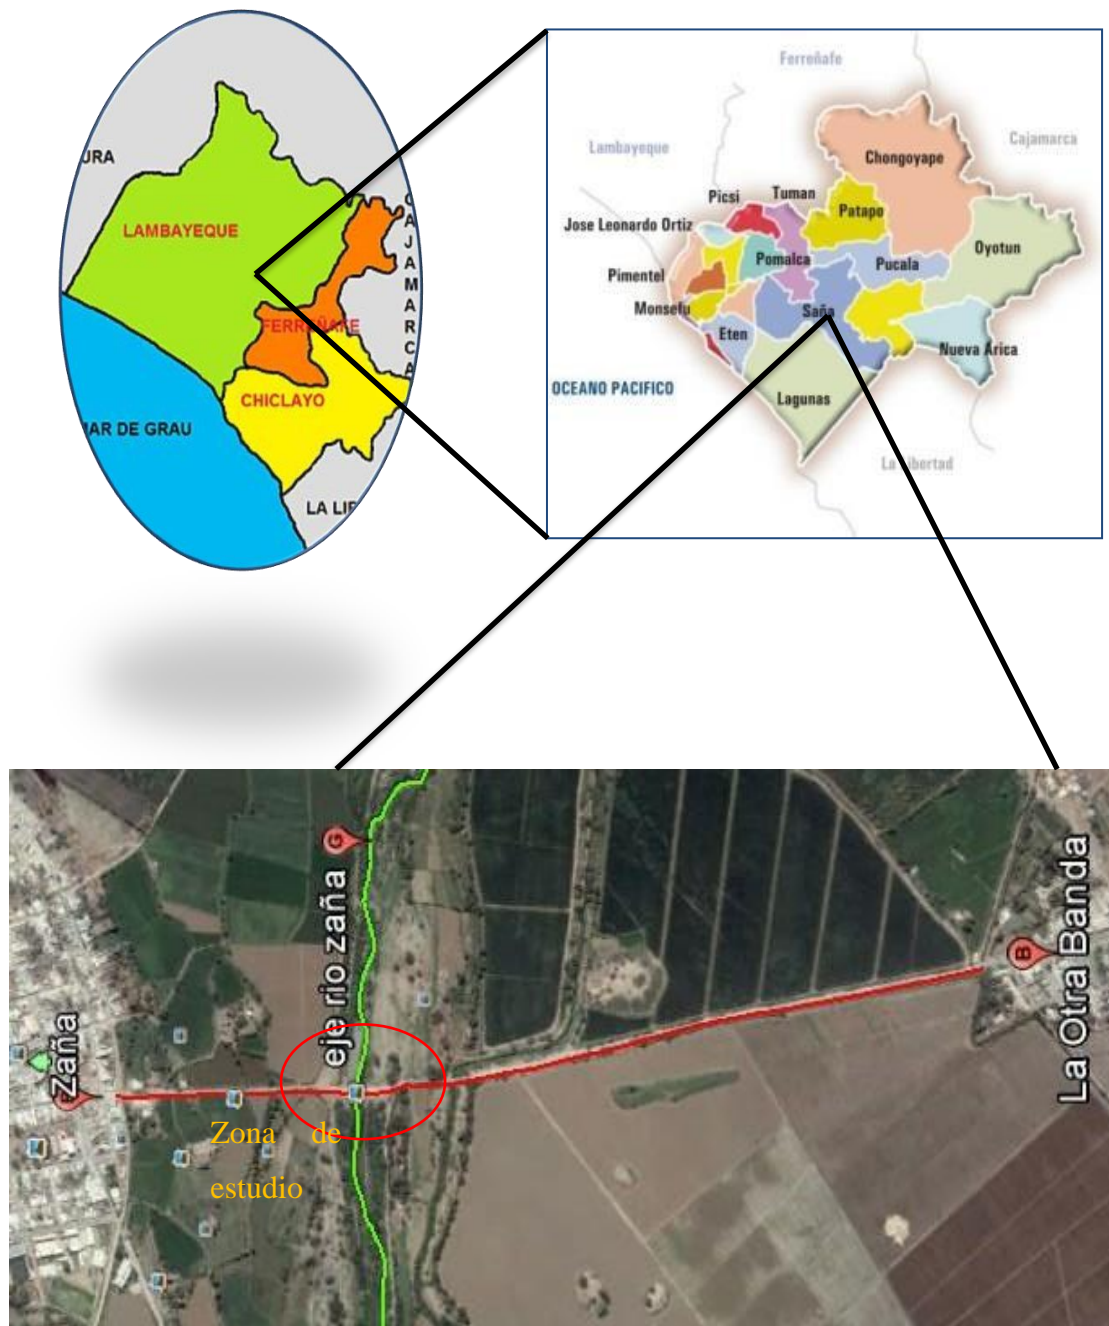 URA
LAMBAYEQUE
CAJAMARCA
FERREÑAFE
CHICLAYO
MAR DE GRAU
LA LIF
Ferreñafe
Lambayeque
Cajamarca
Chongoyape
Picsi
Tuman
Patapo
Jose Leonardo Ortiz
Oyotun
Pomalca
Pucala
Pimentel
Monsefu
Saña
Eten
Nueva Arica
OCEANO PACIFICO
Lagunas
La Libertad
G
eje rio zaña
B
La Otra Banda
Zaña
Zona de
estudio